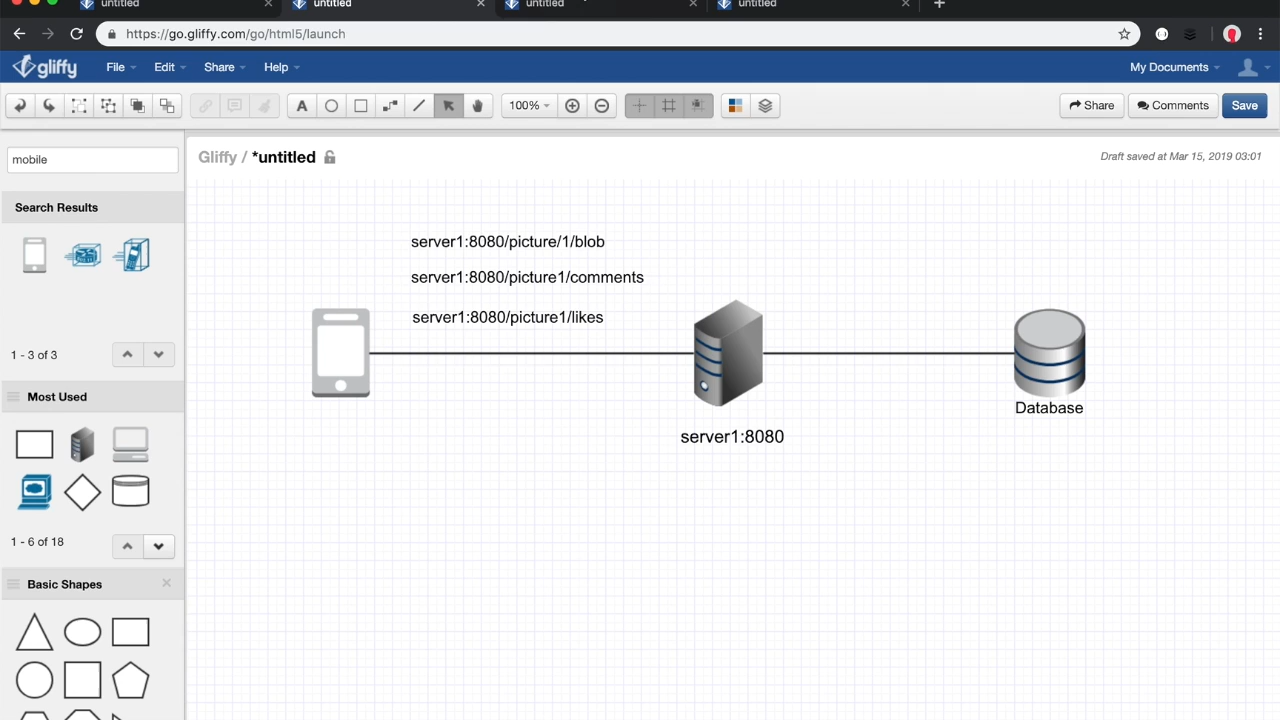 untitled untitled untitled untitled
https://go.gliffy.com/go/html5/launch
gliffy File Edit Share Help My Documents
A 100% Share Comments Save
mobile
Gliffy / *untitled Draft saved at Mar 15, 2019 03:01
Search Results
server1:8080/picture/1/blob
server1:8080/picture1/comments
server1:8080/picture1/likes
1 - 3 of 3
Most Used
Database
server1:8080
1 - 6 of 18
Basic Shapes